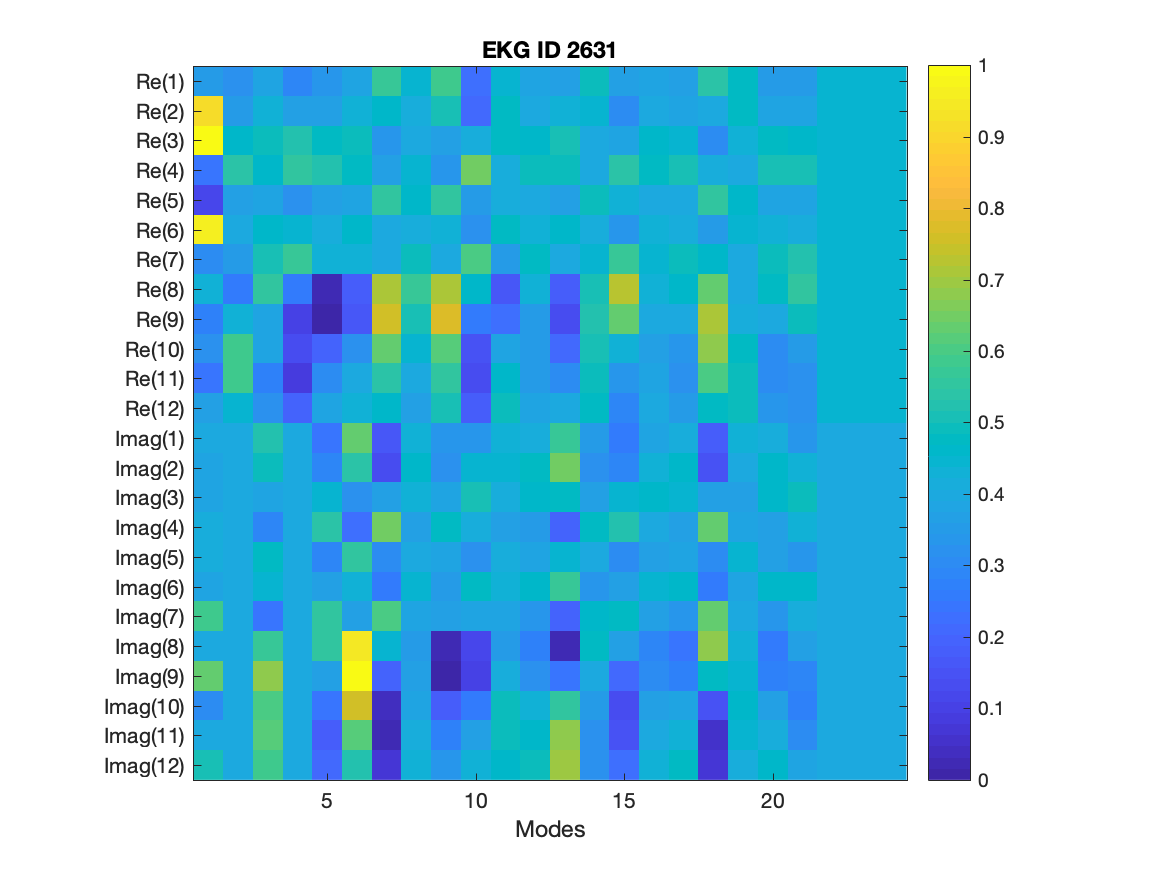 EKG ID 2631
Re(1)
Re(2)
Re(3)
Re(4)
Re(5)
Re(6)
Re(7)
Re(8)
Re(9)
Re(10)
Re(11)
Re(12)
Imag(1)
Imag(2)
Imag(3)
Imag(4)
Imag(5)
Imag(6)
Imag(7)
Imag(8)
Imag(9)
Imag(10)
Imag(11)
Imag(12)
5 10 15 20
Modes
1
0.9
0.8
0.7
0.6
0.5
0.4
0.3
0.2
0.1
0